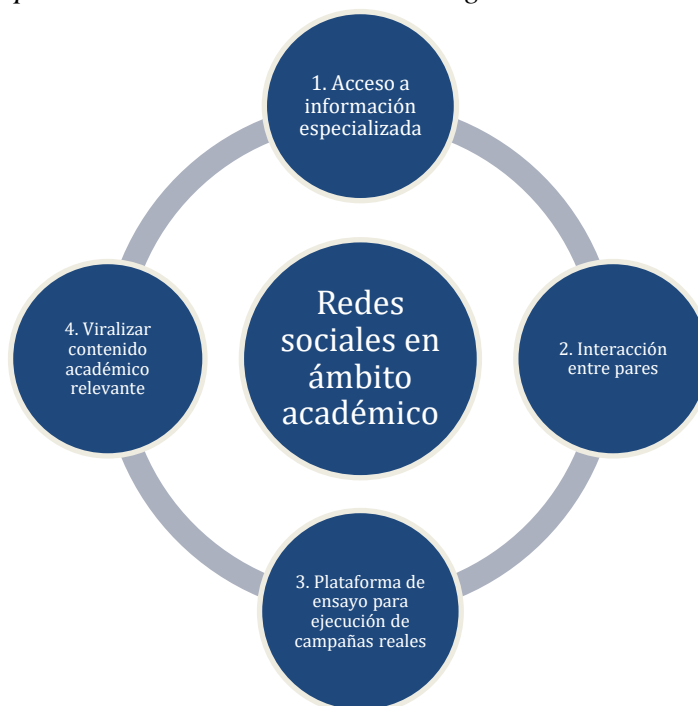 1. Acceso a
información
especializada
Redes
sociales en
ámbito
académico
2. Interacción
entre pares
3. Plataforma de
ensayo para
ejecución de
campañas reales
4. Viralizar
contenido
académico
relevante